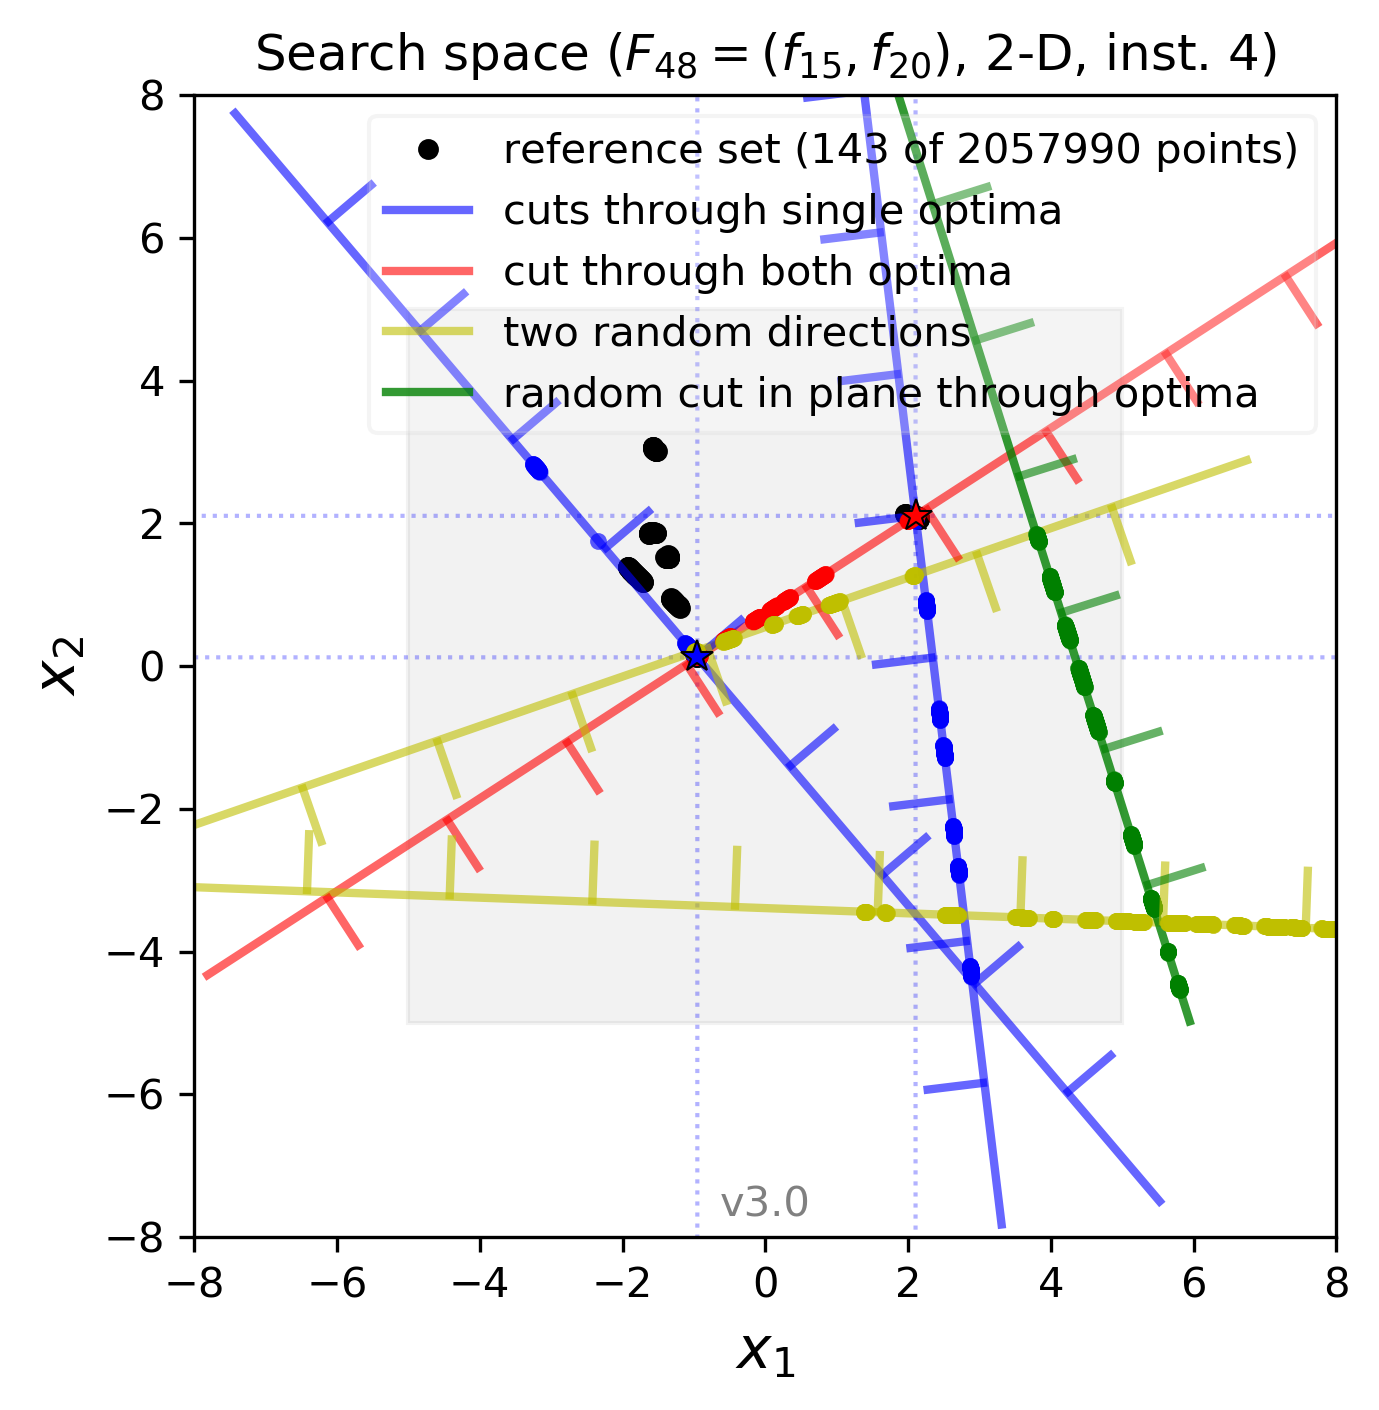 Search space (F48 = (f15, f20), 2-D, inst. 4)
reference set (143 of 2057990 points)
cuts through single optima
cut through both optima
two random directions
random cut in plane through optima
8
6
4
2
0
−2
−4
−6
−8
x2
v3.0
−8 −6 −4 −2 0 2 4 6 8
x1